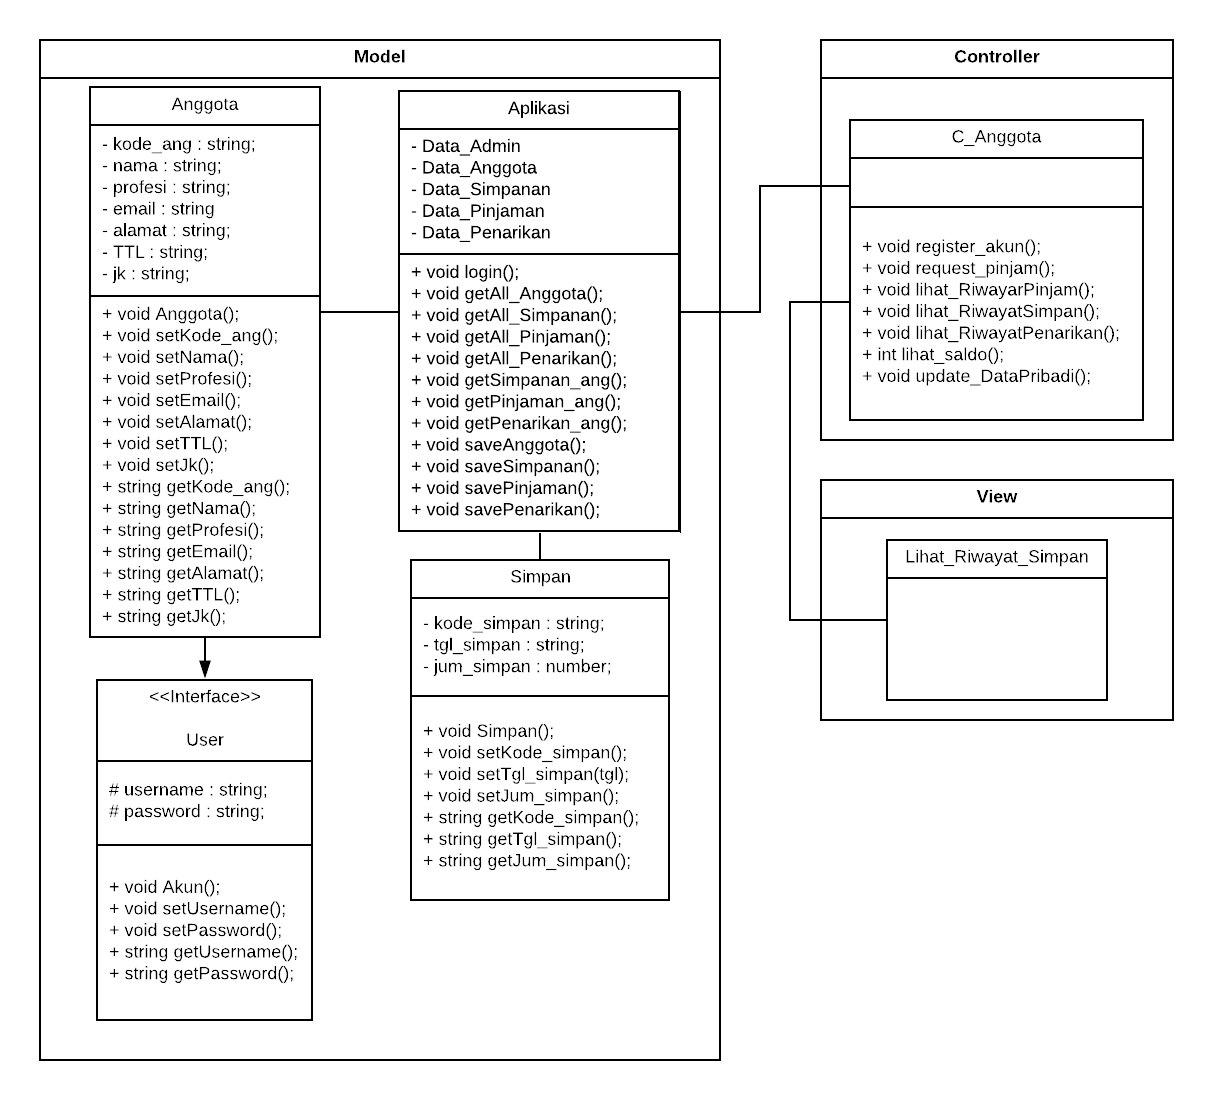 Model
Anggota
- kode_ang : string;
- nama : string;
- profesi : string;
- email : string
- alamat : string;
- TTL : string;
- jk : string;
+ void Anggota();
+ void setKode_ang();
+ void setNama();
+ void setProfesi();
+ void setEmail();
+ void setAlamat();
+ void setTTL();
+ void setJk();
+ string getKode_ang();
+ string getNama();
+ string getProfesi();
+ string getEmail();
+ string getAlamat();
+ string getTTL();
+ string getJk();
<<Interface>>
User
# username : string;
# password : string;
+ void Akun();
+ void setUsername();
+ void setPassword();
+ string getUsername();
+ string getPassword();
Aplikasi
- Data_Admin
- Data_Anggota
- Data_Simpanan
- Data_Pinjaman
- Data_Penarikan
+ void login();
+ void getAll_Anggota();
+ void getAll_Simpanan();
+ void getAll_Pinjaman();
+ void getAll_Penarikan();
+ void getSimpanan_ang();
+ void getPinjaman_ang();
+ void getPenarikan_ang();
+ void saveAnggota();
+ void saveSimpanan();
+ void savePinjaman();
+ void savePenarikan();
Simpan
- kode_simpan : string;
- tgl_simpan : string;
- jum_simpan : number;
+ void Simpan();
+ void setKode_simpan();
+ void setTgl_simpan(tgl);
+ void setJum_simpan();
+ string getKode_simpan();
+ string getTgl_simpan();
+ string getJum_simpan();
Controller
C_Anggota
+ void register_akun();
+ void request_pinjam();
+ void lihat_RiwayarPinjam();
+ void lihat_RiwayatSimpan();
+ void lihat_RiwayatPenarikan();
+ int lihat_saldo();
+ void update_DataPribadi();
View
Lihat_Riwayat_Simpan